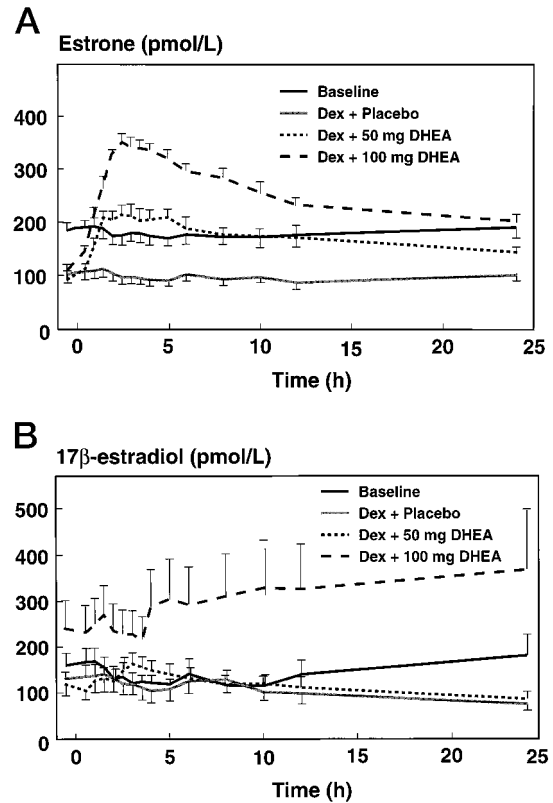 A
Estrone (pmol/L)
Baseline
Dex + Placebo
Dex + 50 mg DHEA
Dex + 100 mg DHEA
400
300
200
100
0
0 5 10 15 20 25
Time (h)
B
17β-estradiol (pmol/L)
Baseline
Dex + Placebo
Dex + 50 mg DHEA
Dex + 100 mg DHEA
500
400
300
200
100
0
0 5 10 15 20 25
Time (h)